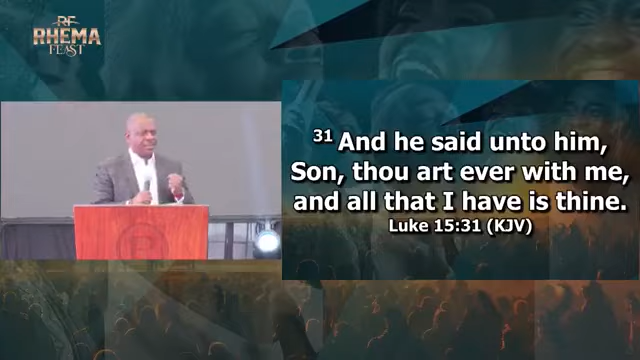 RF
RHEMA
FEAST
31 And he said unto him,
Son, thou art ever with me,
and all that I have is thine.
Luke 15:31 (KJV)
R